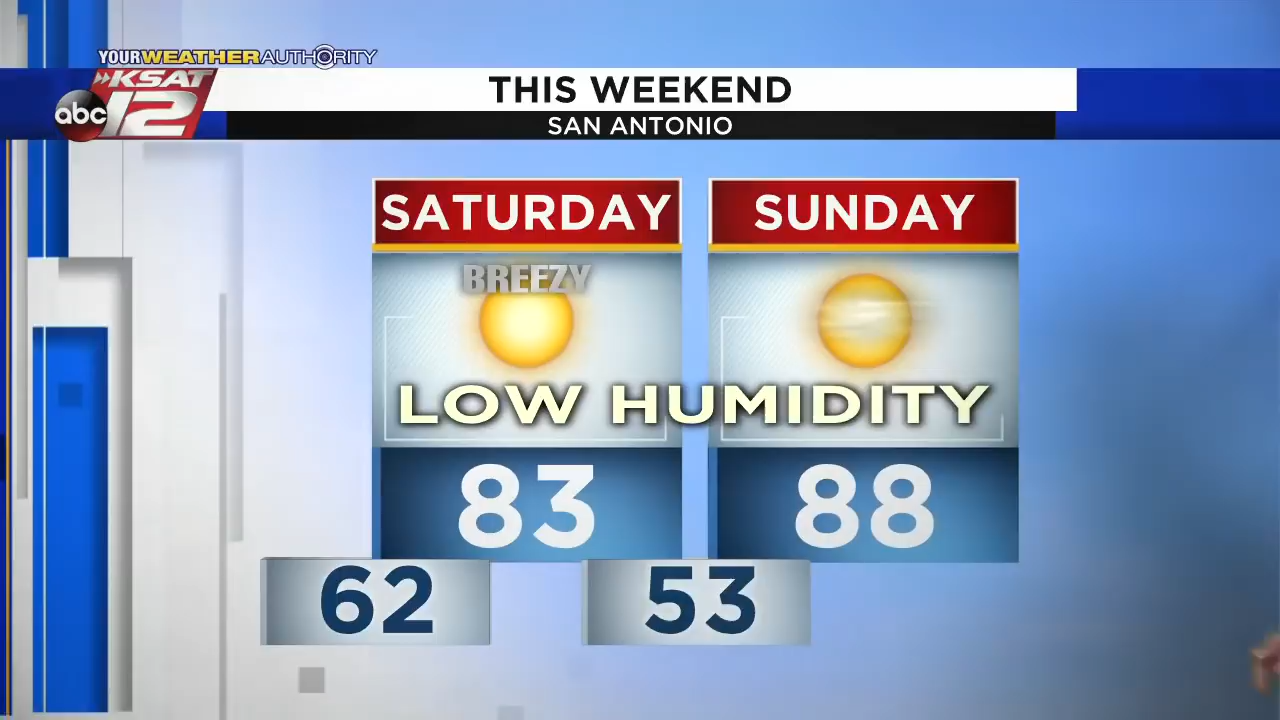 YOURWEATHERAUTHORITY
KSAT
abc 12
THIS WEEKEND
SAN ANTONIO
SATURDAY
SUNDAY
BREEZY
LOW HUMIDITY
83
88
62
53